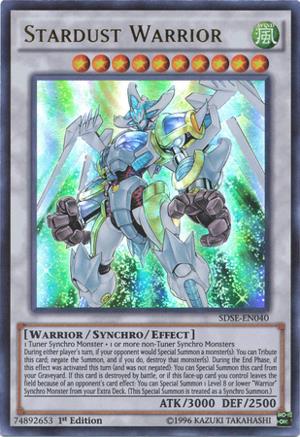 STARDUST WARRIOR
WIND
風
SDSE-EN040
[WARRIOR / SYNCHRO / EFFECT]
1 Tuner Synchro Monster + 1 or more non-Tuner Synchro Monsters
During either player's turn, if your opponent would Special Summon a monster(s): You can Tribute
this card; negate the Summon, and if you do, destroy that monster(s). During the End Phase, if
this effect was activated this turn (and was not negated): You can Special Summon this card from
your Graveyard. If this card is destroyed by battle, or if this face-up card you control leaves the
field because of an opponent's card effect: You can Special Summon 1 Level 8 or lower "Warrior"
Synchro Monster from your Extra Deck. (This Special Summon is treated as a Synchro Summon.)
ATK/3000 DEF/2500
74892653 1st Edition ©1996 KAZUKI TAKAHASHI